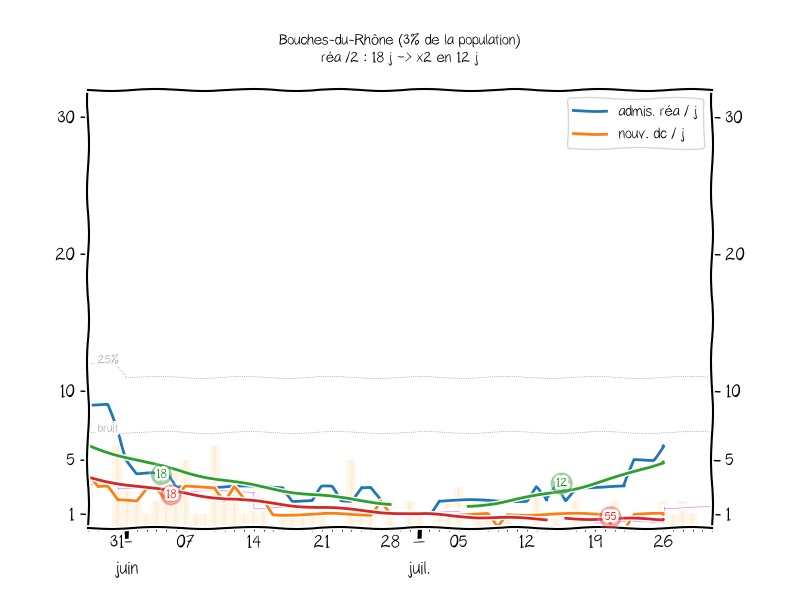 Bouches-du-Rhône (3% de la population)
réa /2 : 18 j -> x2 en 12 j
admis. réa / j
nouv. dc / j
30
30
20
20
25%
10
10
bruit
5
5
18
18
12
55
1
1
31 07 14 21 28 05 12 19 26
juin juil.